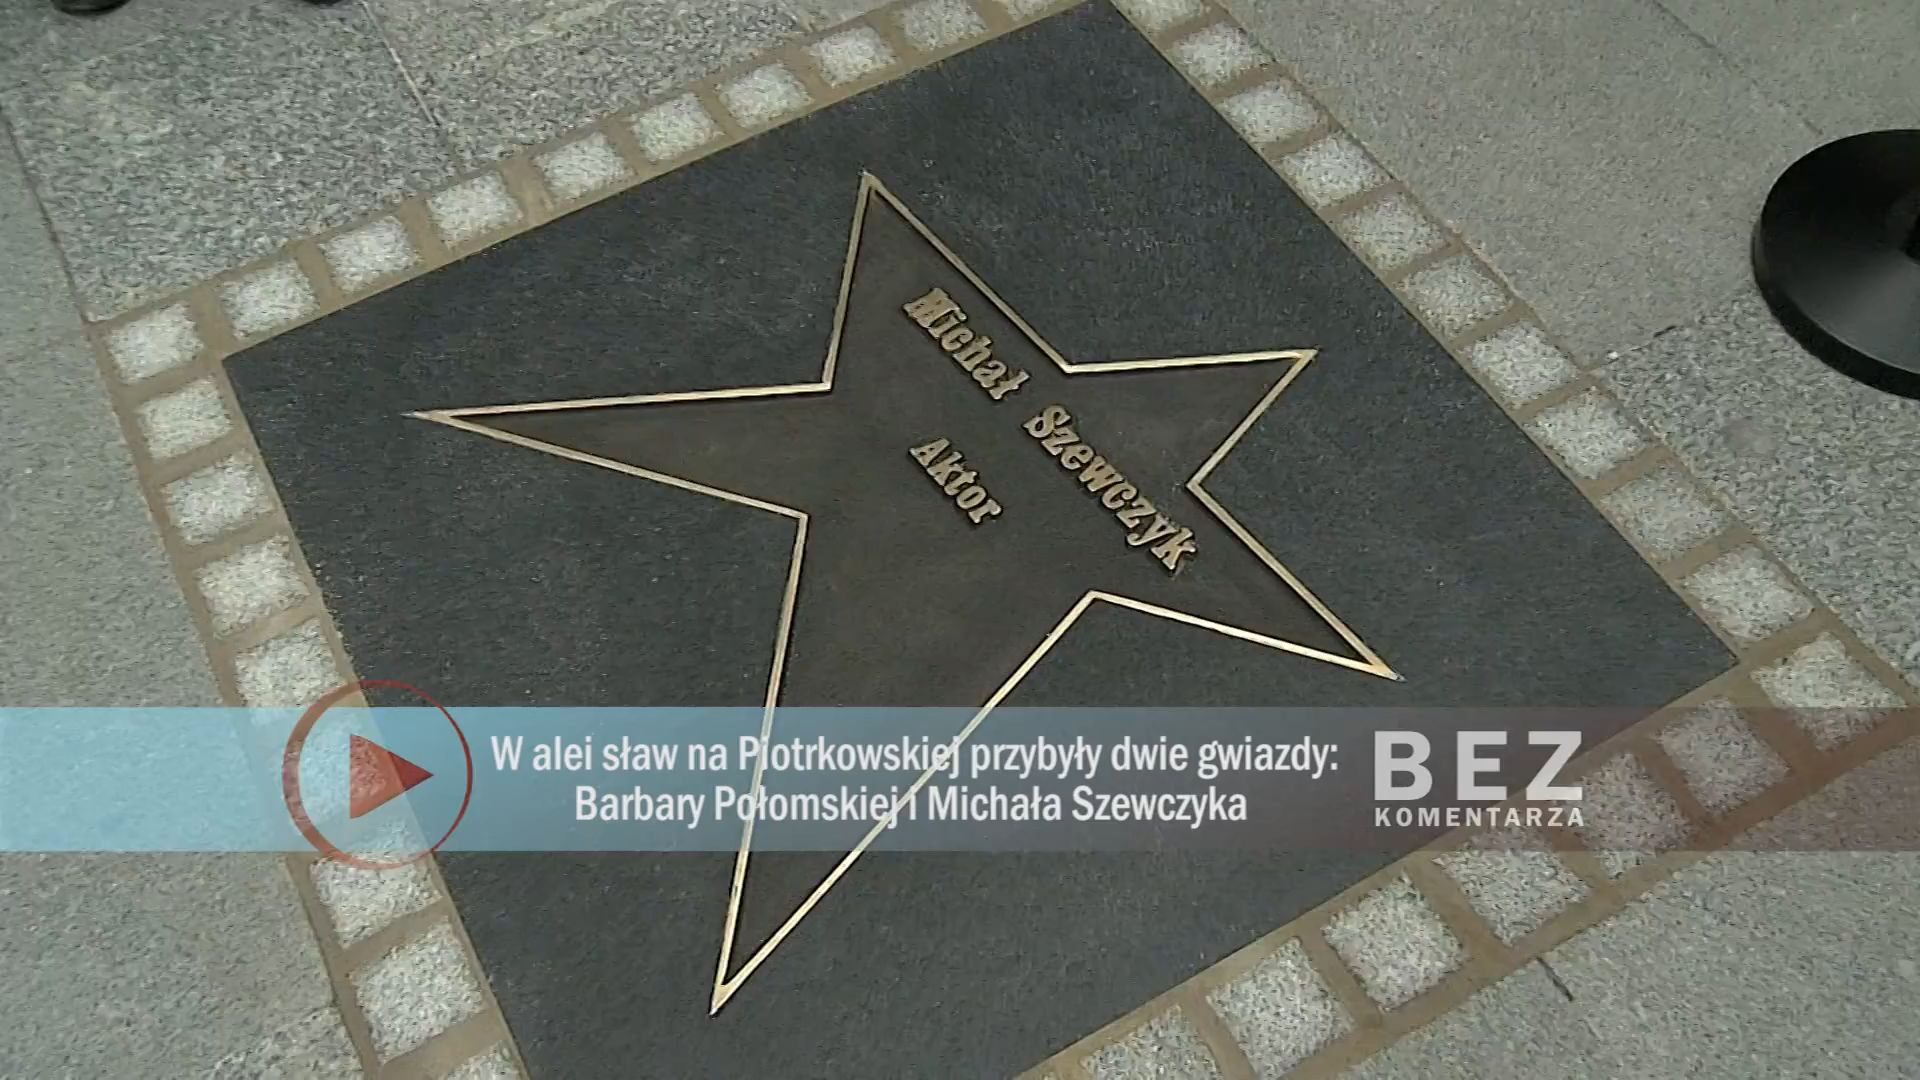 Michał Szewczyk
Aktor
W alei sław na Piotrkowskiej przybyły dwie gwiazdy:
Barbary Połomskiej i Michała Szewczyka
BEZ
KOMENTARZA